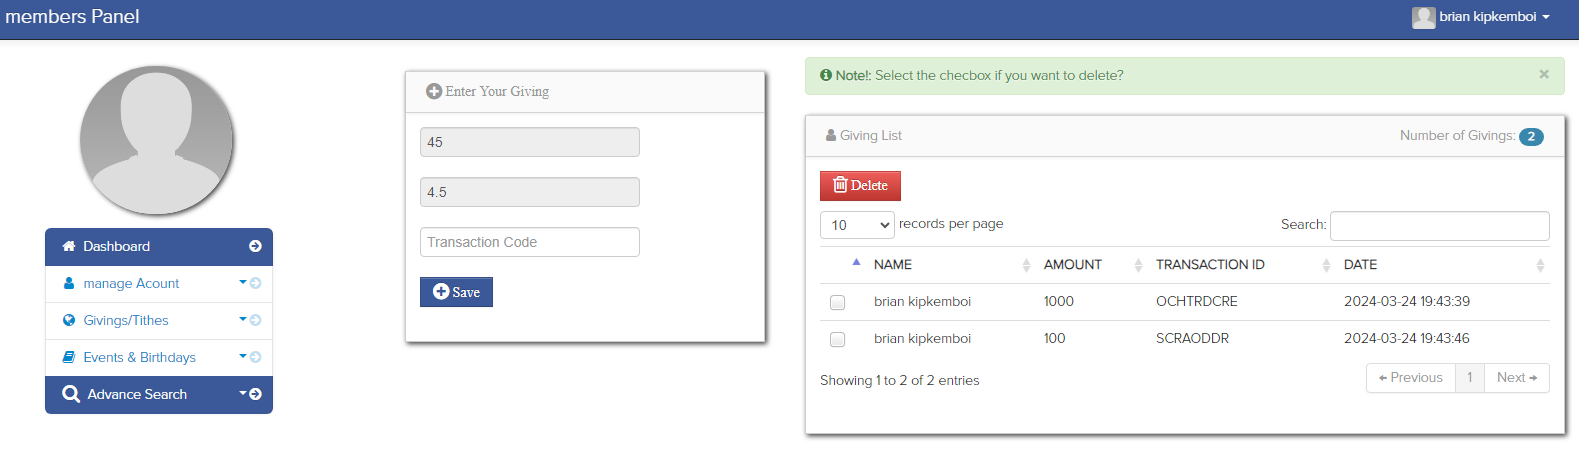 members Panel
brian kipkemboi
Dashboard
manage Acount
Givings/Tithes
Events & Birthdays
Advance Search
Enter Your Giving
45
4.5
Transaction Code
Save
Note!: Select the checbox if you want to delete?
×
Giving List
Number of Givings: 2
Delete
10 records per page
Search:
NAME AMOUNT TRANSACTION ID DATE
brian kipkemboi 1000 OCHTRDCRE 2024-03-24 19:43:39
brian kipkemboi 100 SCRAODDR 2024-03-24 19:43:46
Showing 1 to 2 of 2 entries
← Previous 1 Next →